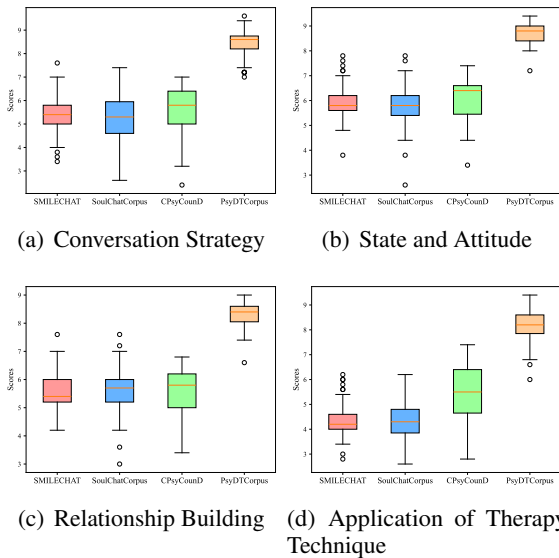 9
8
7
6
5
4
3
Scores
SMILECHAT SoulChatCorpus CPsyCounD PsyDTCorpus
(a) Conversation Strategy
9
8
7
6
5
4
3
Scores
SMILECHAT SoulChatCorpus CPsyCounD PsyDTCorpus
(b) State and Attitude
9
8
7
6
5
4
3
Scores
SMILECHAT SoulChatCorpus CPsyCounD PsyDTCorpus
(c) Relationship Building
9
8
7
6
5
4
3
Scores
SMILECHAT SoulChatCorpus CPsyCounD PsyDTCorpus
(d) Application of Therapy
Technique